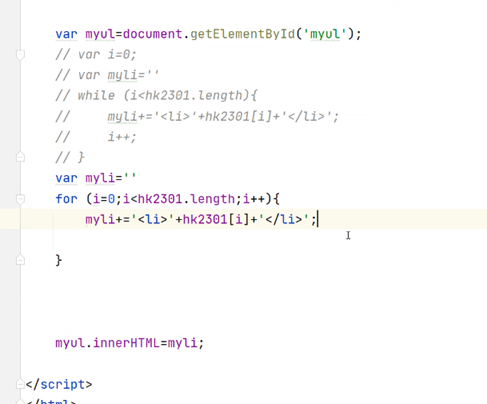 var myul=document.getElementById('myul');
// var i=0;
// var myli=''
// while (i<hk2301.length){
//     myli+='<li>'+hk2301[i]+'</li>';
//     i++;
// }
var myli=''
for (i=0;i<hk2301.length;i++){
    myli+='<li>'+hk2301[i]+'</li>';
}
myul.innerHTML=myli;
</script>
</html>